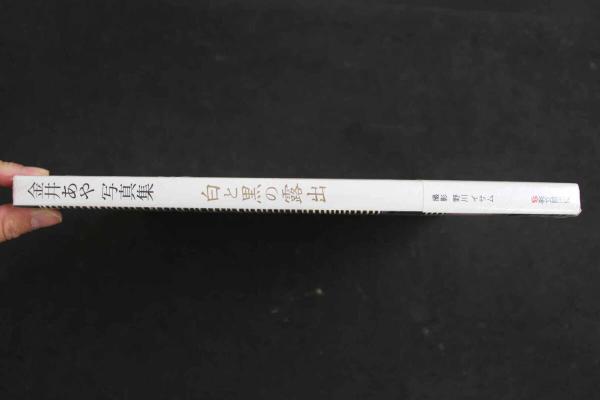 金井あや 写真集
白と黒の露出
撮影 野川イサム